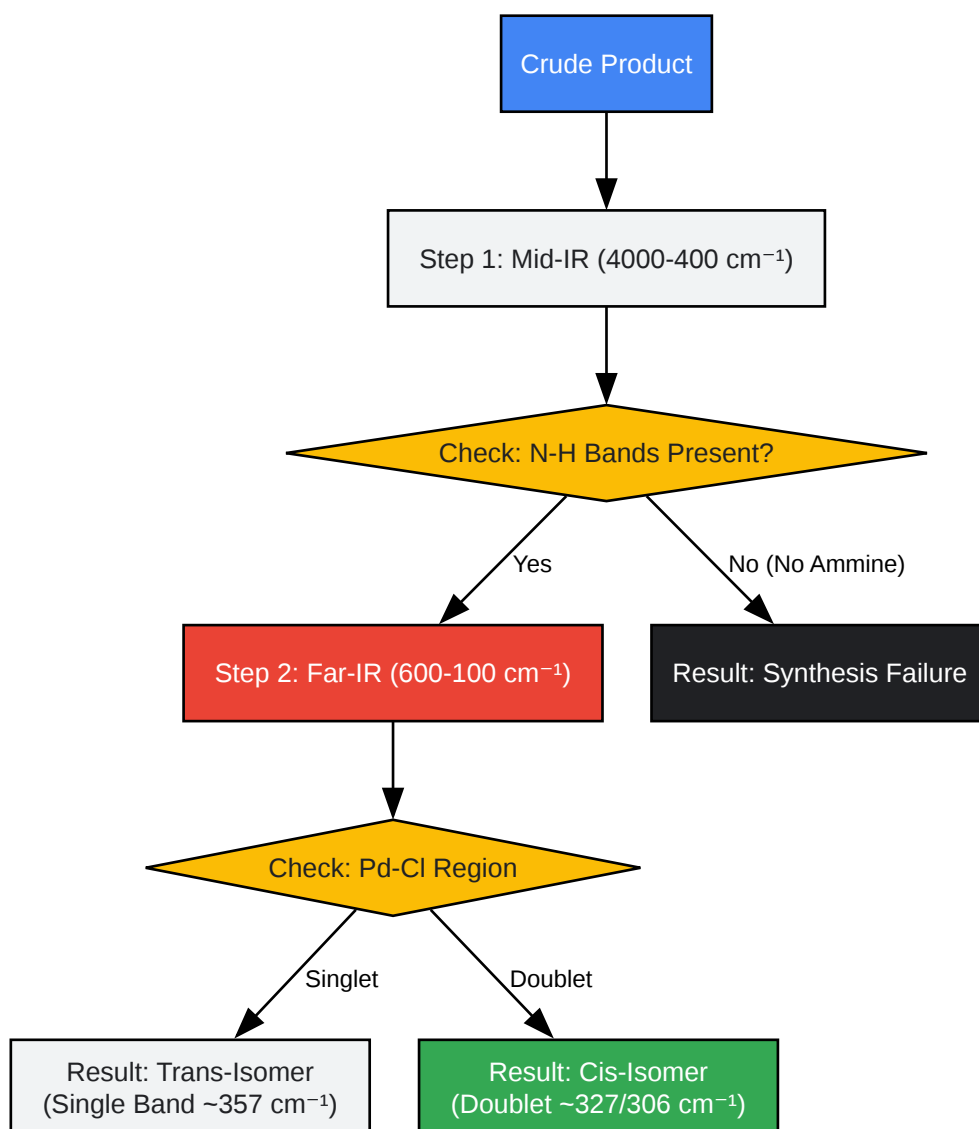 Crude Product
Step 1: Mid-IR (4000-400 cm⁻¹)
Check: N-H Bands Present?
Yes
No (No Ammine)
Step 2: Far-IR (600-100 cm⁻¹)
Result: Synthesis Failure
Check: Pd-Cl Region
Singlet
Doublet
Result: Trans-Isomer
(Single Band ~357 cm⁻¹)
Result: Cis-Isomer
(Doublet ~327/306 cm⁻¹)